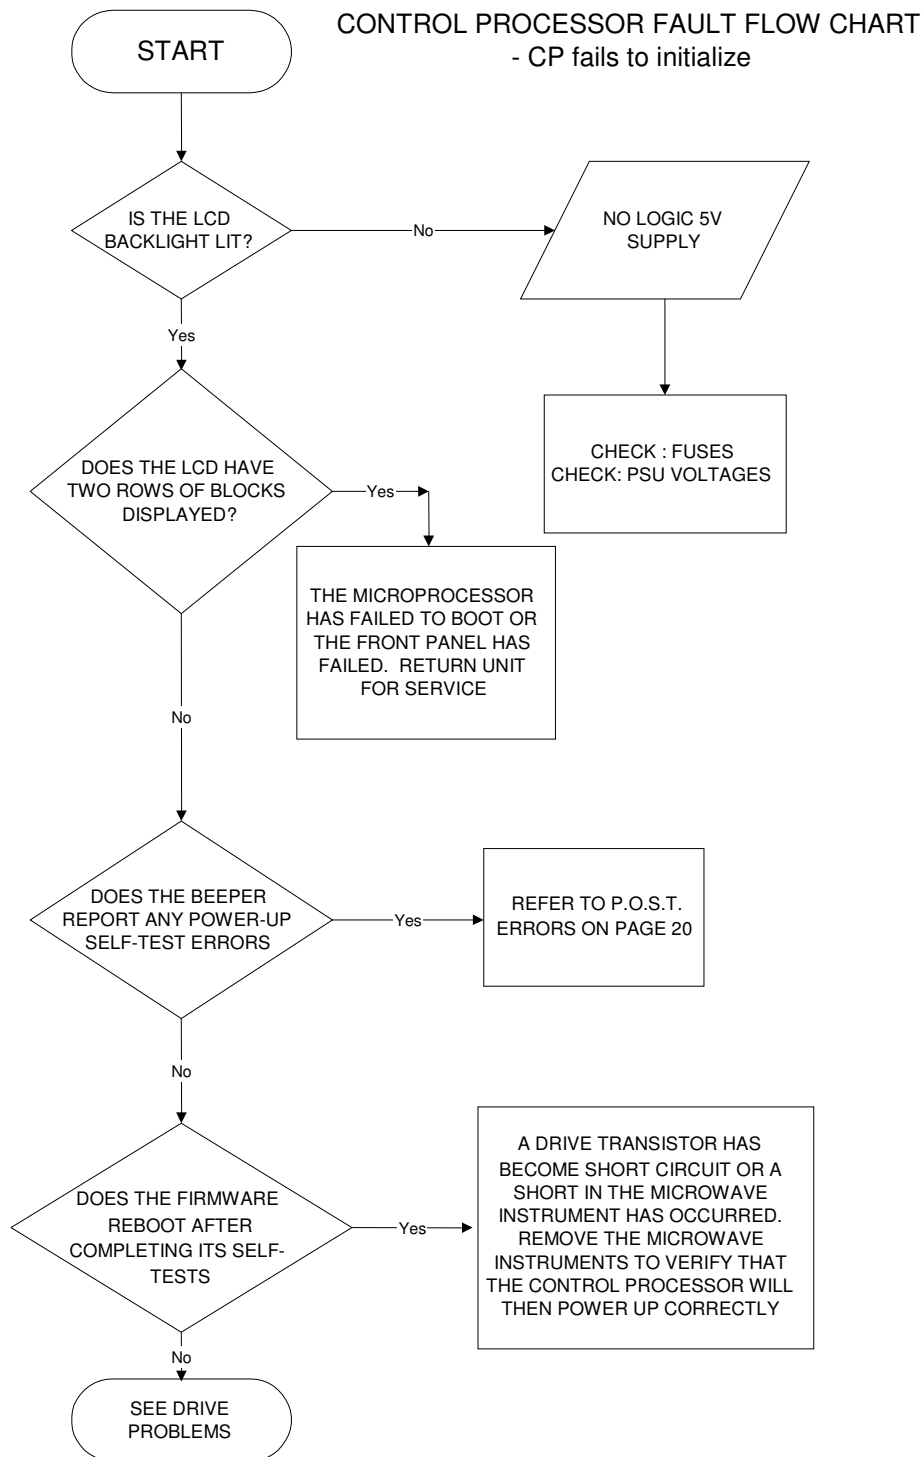 CONTROL PROCESSOR FAULT FLOW CHART
- CP fails to initialize
START
IS THE LCD
BACKLIGHT LIT?
No
NO LOGIC 5V
SUPPLY
Yes
CHECK : FUSES
CHECK: PSU VOLTAGES
DOES THE LCD HAVE
TWO ROWS OF BLOCKS
DISPLAYED?
Yes
THE MICROPROCESSOR
HAS FAILED TO BOOT OR
THE FRONT PANEL HAS
FAILED. RETURN UNIT
FOR SERVICE
No
DOES THE BEEPER
REPORT ANY POWER-UP
SELF-TEST ERRORS
Yes
REFER TO P.O.S.T.
ERRORS ON PAGE 20
No
DOES THE FIRMWARE
REBOOT AFTER
COMPLETING ITS SELF-
TESTS
Yes
A DRIVE TRANSISTOR HAS
BECOME SHORT CIRCUIT OR A
SHORT IN THE MICROWAVE
INSTRUMENT HAS OCCURRED.
REMOVE THE MICROWAVE
INSTRUMENTS TO VERIFY THAT
THE CONTROL PROCESSOR WILL
THEN POWER UP CORRECTLY
No
SEE DRIVE
PROBLEMS